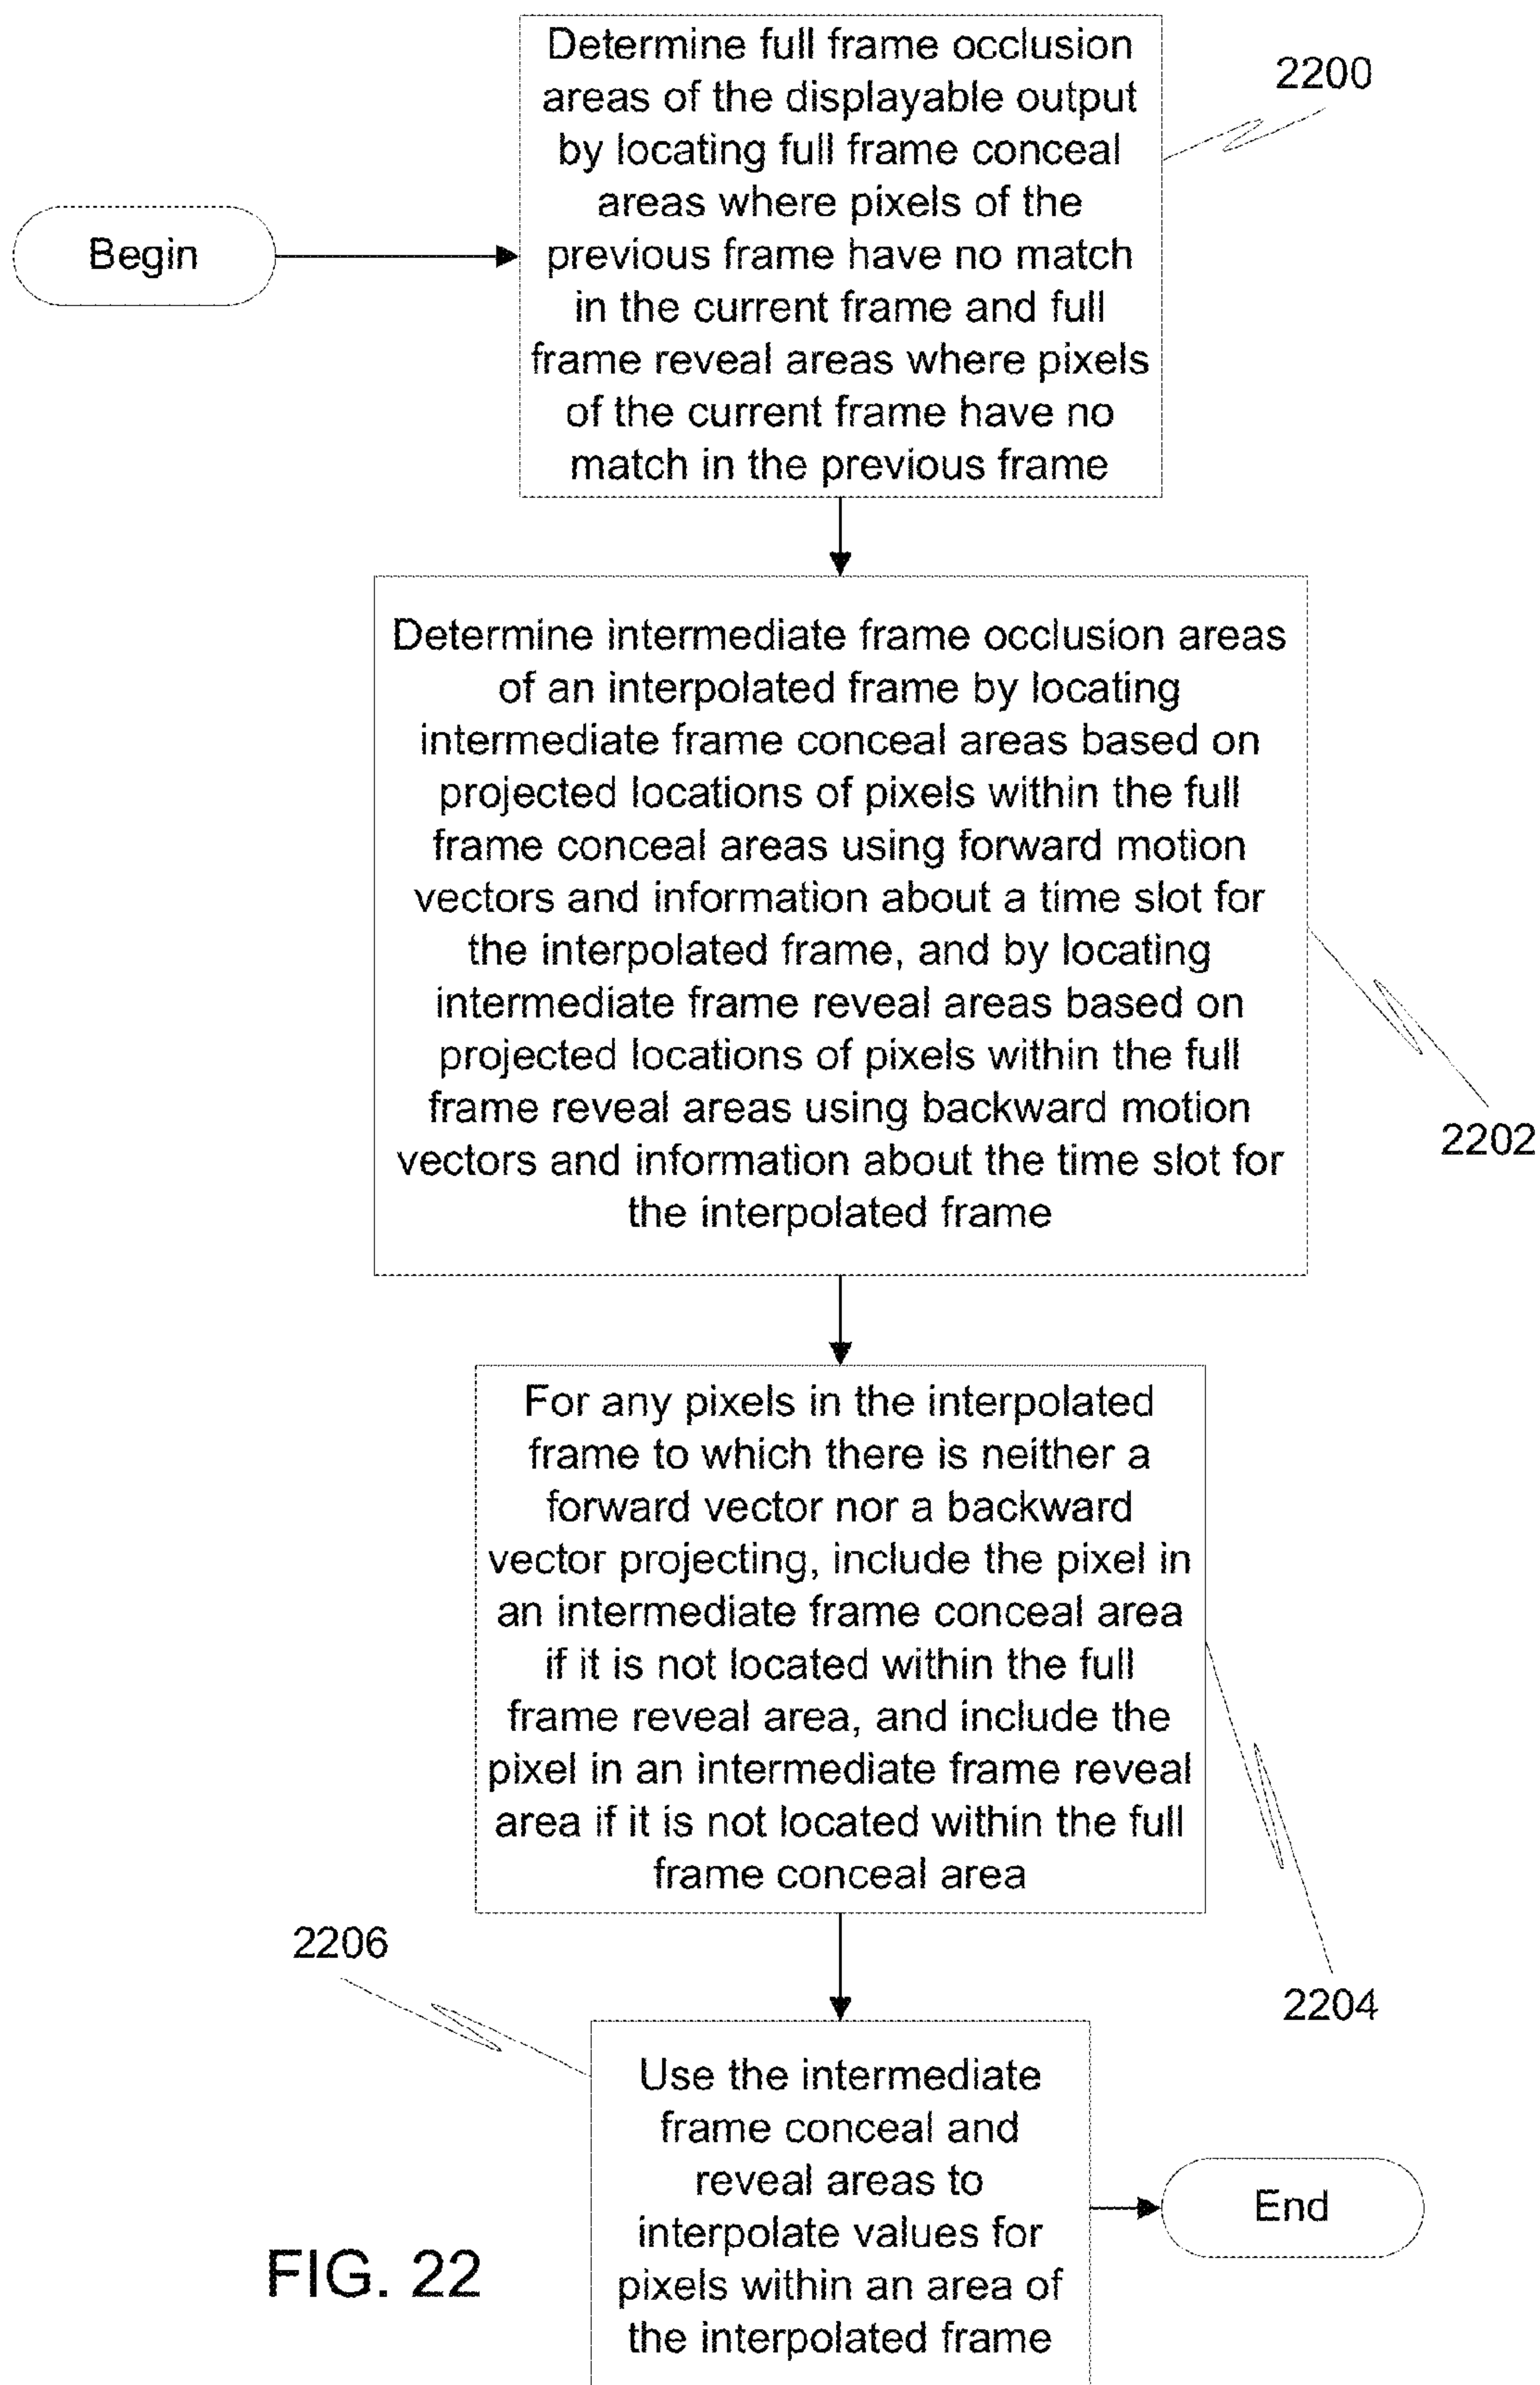 Begin
Determine full frame occlusion
areas of the displayable output
by locating full frame conceal
areas where pixels of the
previous frame have no match
in the current frame and full
frame reveal areas where pixels
of the current frame have no
match in the previous frame
2200
Determine intermediate frame occlusion areas
of an interpolated frame by locating
intermediate frame conceal areas based on
projected locations of pixels within the full
frame conceal areas using forward motion
vectors and information about a time slot for
the interpolated frame, and by locating
intermediate frame reveal areas based on
projected locations of pixels within the full
frame reveal areas using backward motion
vectors and information about the time slot for
the interpolated frame
2202
For any pixels in the interpolated
frame to which there is neither a
forward vector nor a backward
vector projecting, include the pixel in
an intermediate frame conceal area
if it is not located within the full
frame reveal area, and include the
pixel in an intermediate frame reveal
area if it is not located within the full
frame conceal area
2204
2206
Use the intermediate
frame conceal and
reveal areas to
interpolate values for
pixels within an area of
the interpolated frame
End
FIG. 22